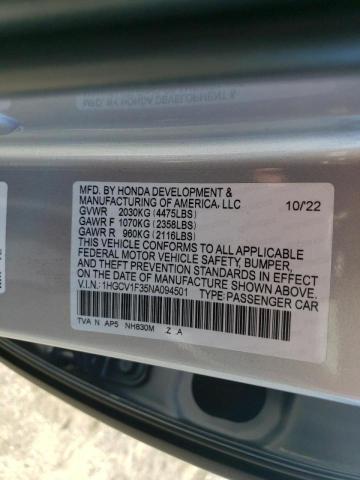 MFD. BY HONDA DEVELOPMENT &
MANUFACTURING OF AMERICA, LLC 10/22
GVWR 2030KG (4475LBS)
GAWR F 1070KG (2358LBS)
GAWR R 960KG (2116LBS)
THIS VEHICLE CONFORMS TO ALL APPLICABLE
FEDERAL MOTOR VEHICLE SAFETY, BUMPER,
AND THEFT PREVENTION STANDARDS IN EFFECT
ON THE DATE OF MANUFACTURE SHOWN ABOVE.
V.I.N.: 1HGCV1F35NA094501 TYPE: PASSENGER CAR
TVA N AP5 NH830M Z A